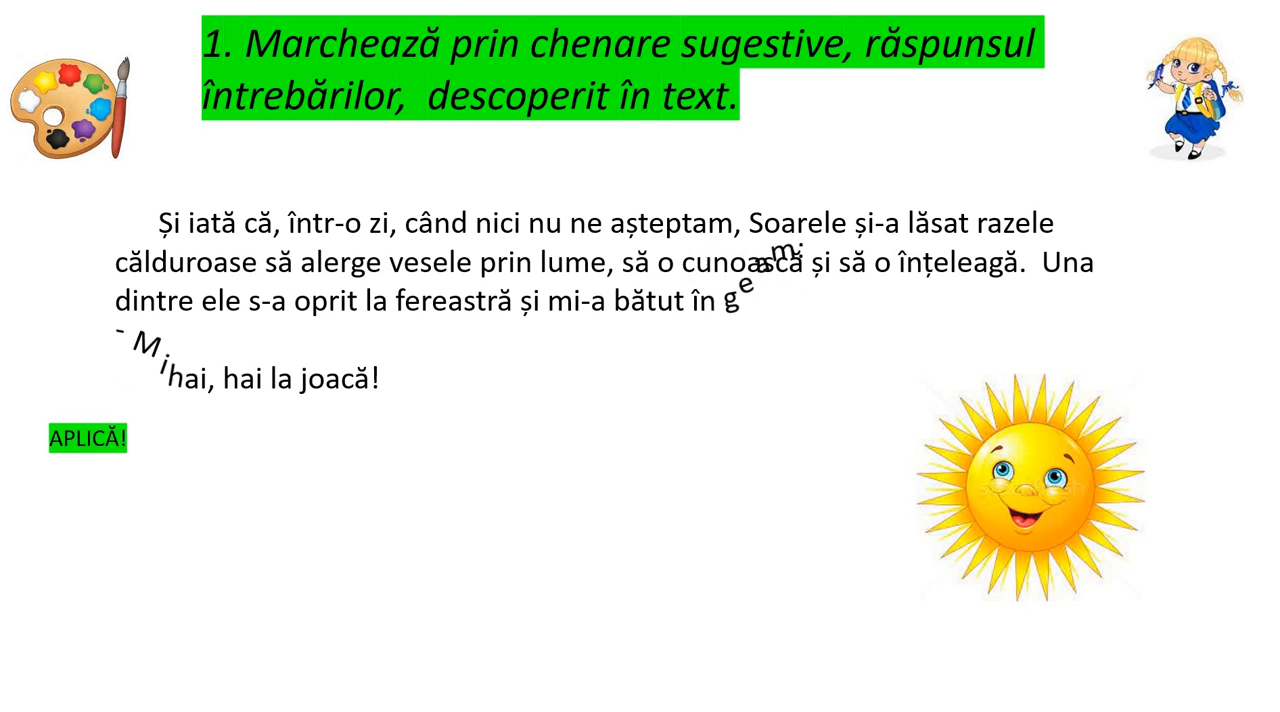 1. Marchează prin chenare sugestive, răspunsul
întrebărilor, descoperit în text.
Și iată că, într-o zi, când nici nu ne așteptam, Soarele și-a lăsat razele
călduroase să alerge vesele prin lume, să o cunoască și să o înțeleagă. Una
dintre ele s-a oprit la fereastră și mi-a bătut în geam:
- Mihai, hai la joacă!
APLICĂ!